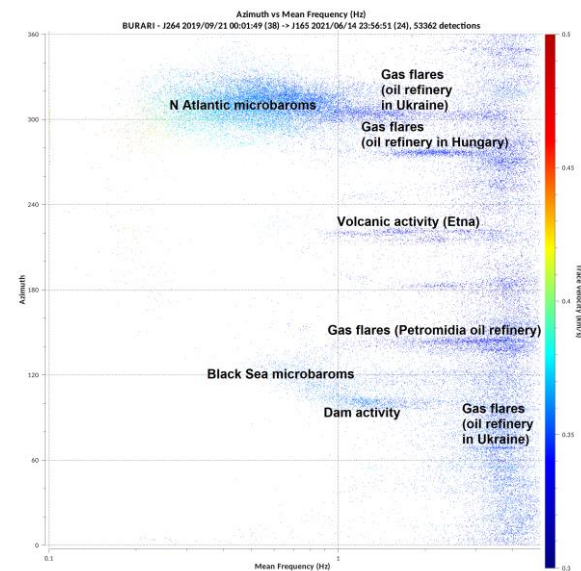 Azimuth vs Mean Frequency (Hz)
BURARI - J264 2019/09/21 00:01:49 (38) -> J165 2021/06/14 23:56:51 (24), 53362 detections
360
300
240
180
120
60
0
Azimuth
0.1
1
Mean Frequency (Hz)
N Atlantic microbaroms
Gas flares
(oil refinery
in Ukraine)
Gas flares
(oil refinery in Hungary)
Volcanic activity (Etna)
Gas flares (Petromidia oil refinery)
Black Sea microbaroms
Dam activity
Gas flares
(oil refinery
in Ukraine)
0.5
0.45
0.4
0.35
0.3
Trace Velocity (km/s)